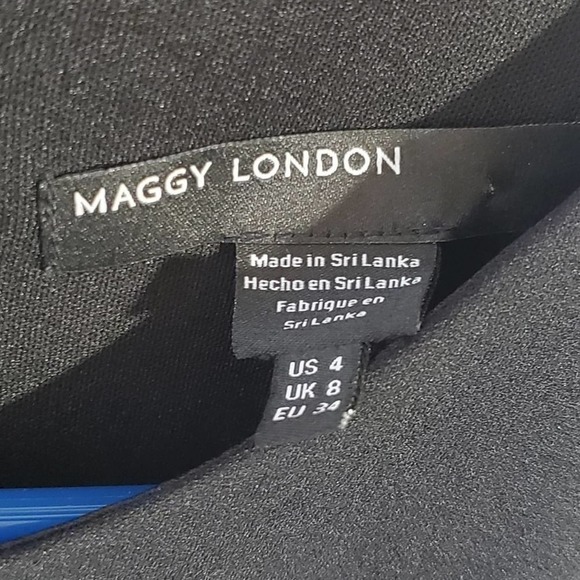 MAGGY LONDON
Made in Sri Lanka
Hecho en Sri Lanka
Fabrique en
Sri Lanka
US 4
UK 8
EU 34